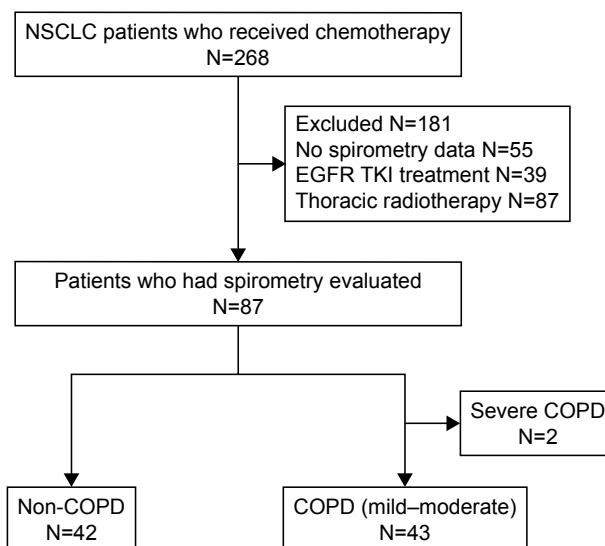 NSCLC patients who received chemotherapy
N=268
Excluded N=181
No spirometry data N=55
EGFR TKI treatment N=39
Thoracic radiotherapy N=87
Patients who had spirometry evaluated
N=87
Severe COPD
N=2
Non-COPD
N=42
COPD (mild–moderate)
N=43